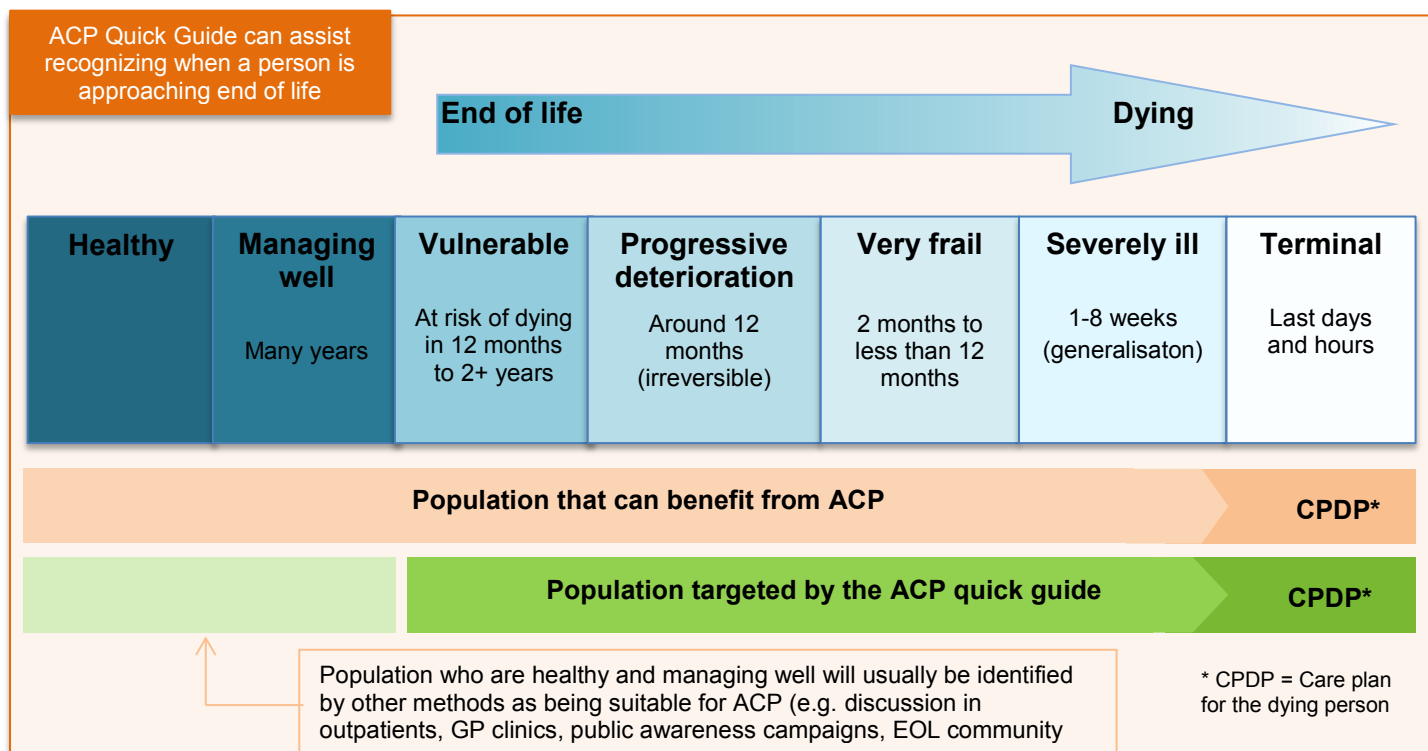 ACP Quick Guide can assist
recognizing when a person is
approaching end of life
End of life
Dying
Healthy
Managing
well
Many years
Vulnerable
At risk of dying
in 12 months
to 2+ years
Progressive
deterioration
Around 12
months
(irreversible)
Very frail
2 months to
less than 12
months
Severely ill
1-8 weeks
(generalisaton)
Terminal
Last days
and hours
Population that can benefit from ACP
CPDP*
Population targeted by the ACP quick guide
CPDP*
Population who are healthy and managing well will usually be identified
by other methods as being suitable for ACP (e.g. discussion in
outpatients, GP clinics, public awareness campaigns, EOL community
* CPDP = Care plan
for the dying person